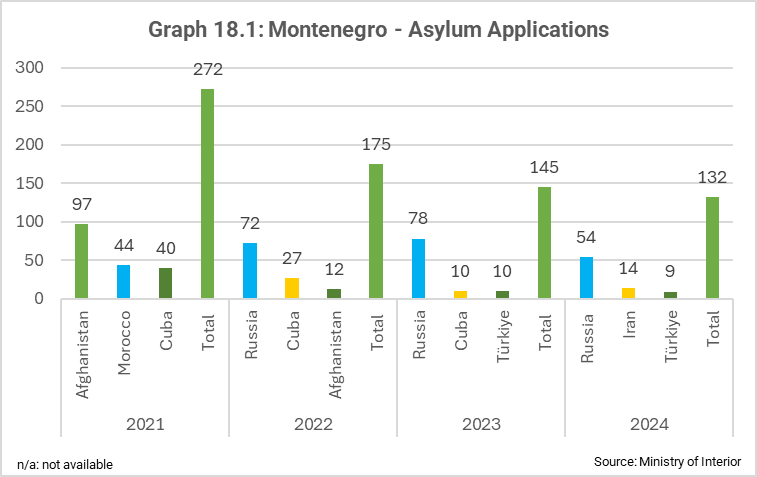 Graph 18.1: Montenegro - Asylum Applications
300
250
200
150
100
50
0
97
44
40
272
72
27
12
175
78
10
10
145
54
14
9
132
Afghanistan
Morocco
Cuba
Total
Russia
Cuba
Afghanistan
Total
Russia
Cuba
Türkiye
Total
Russia
Iran
Türkiye
Total
2021
2022
2023
2024
n/a: not available
Source: Ministry of Interior